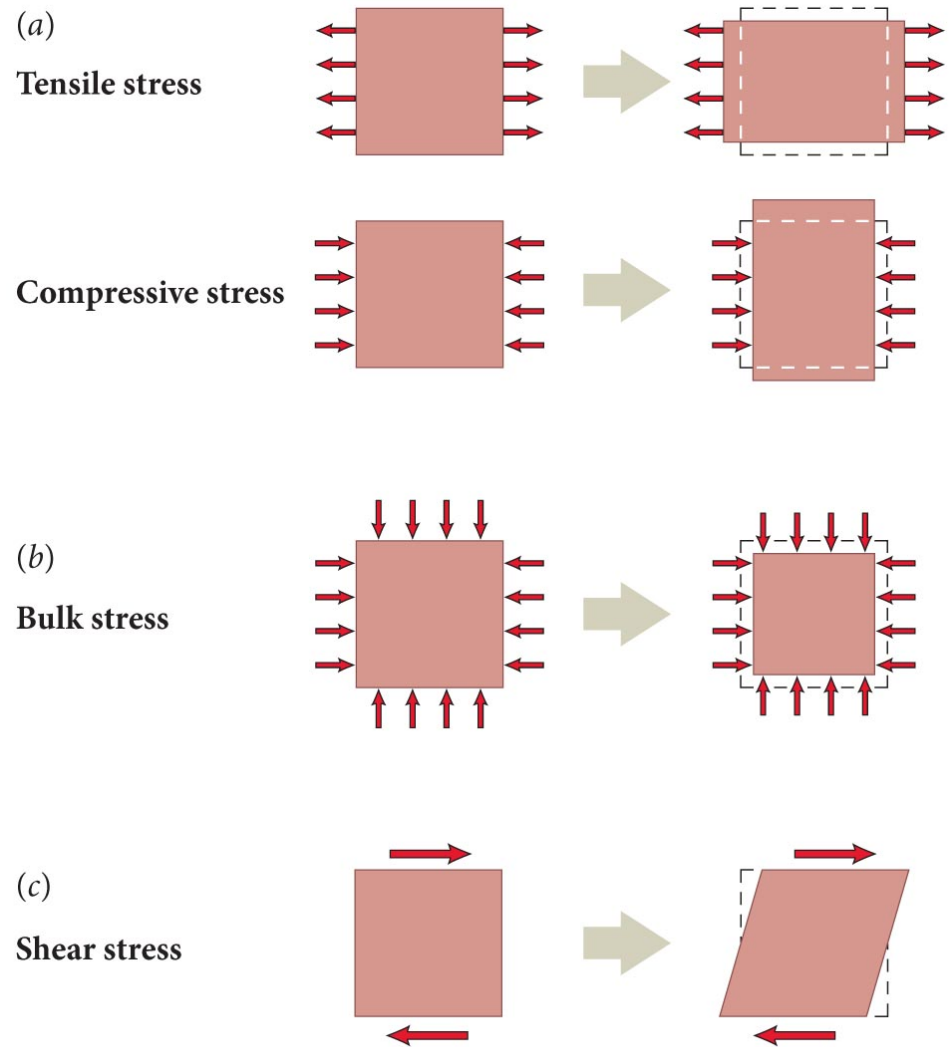 (a)
Tensile stress
Compressive stress
(b)
Bulk stress
(c)
Shear stress